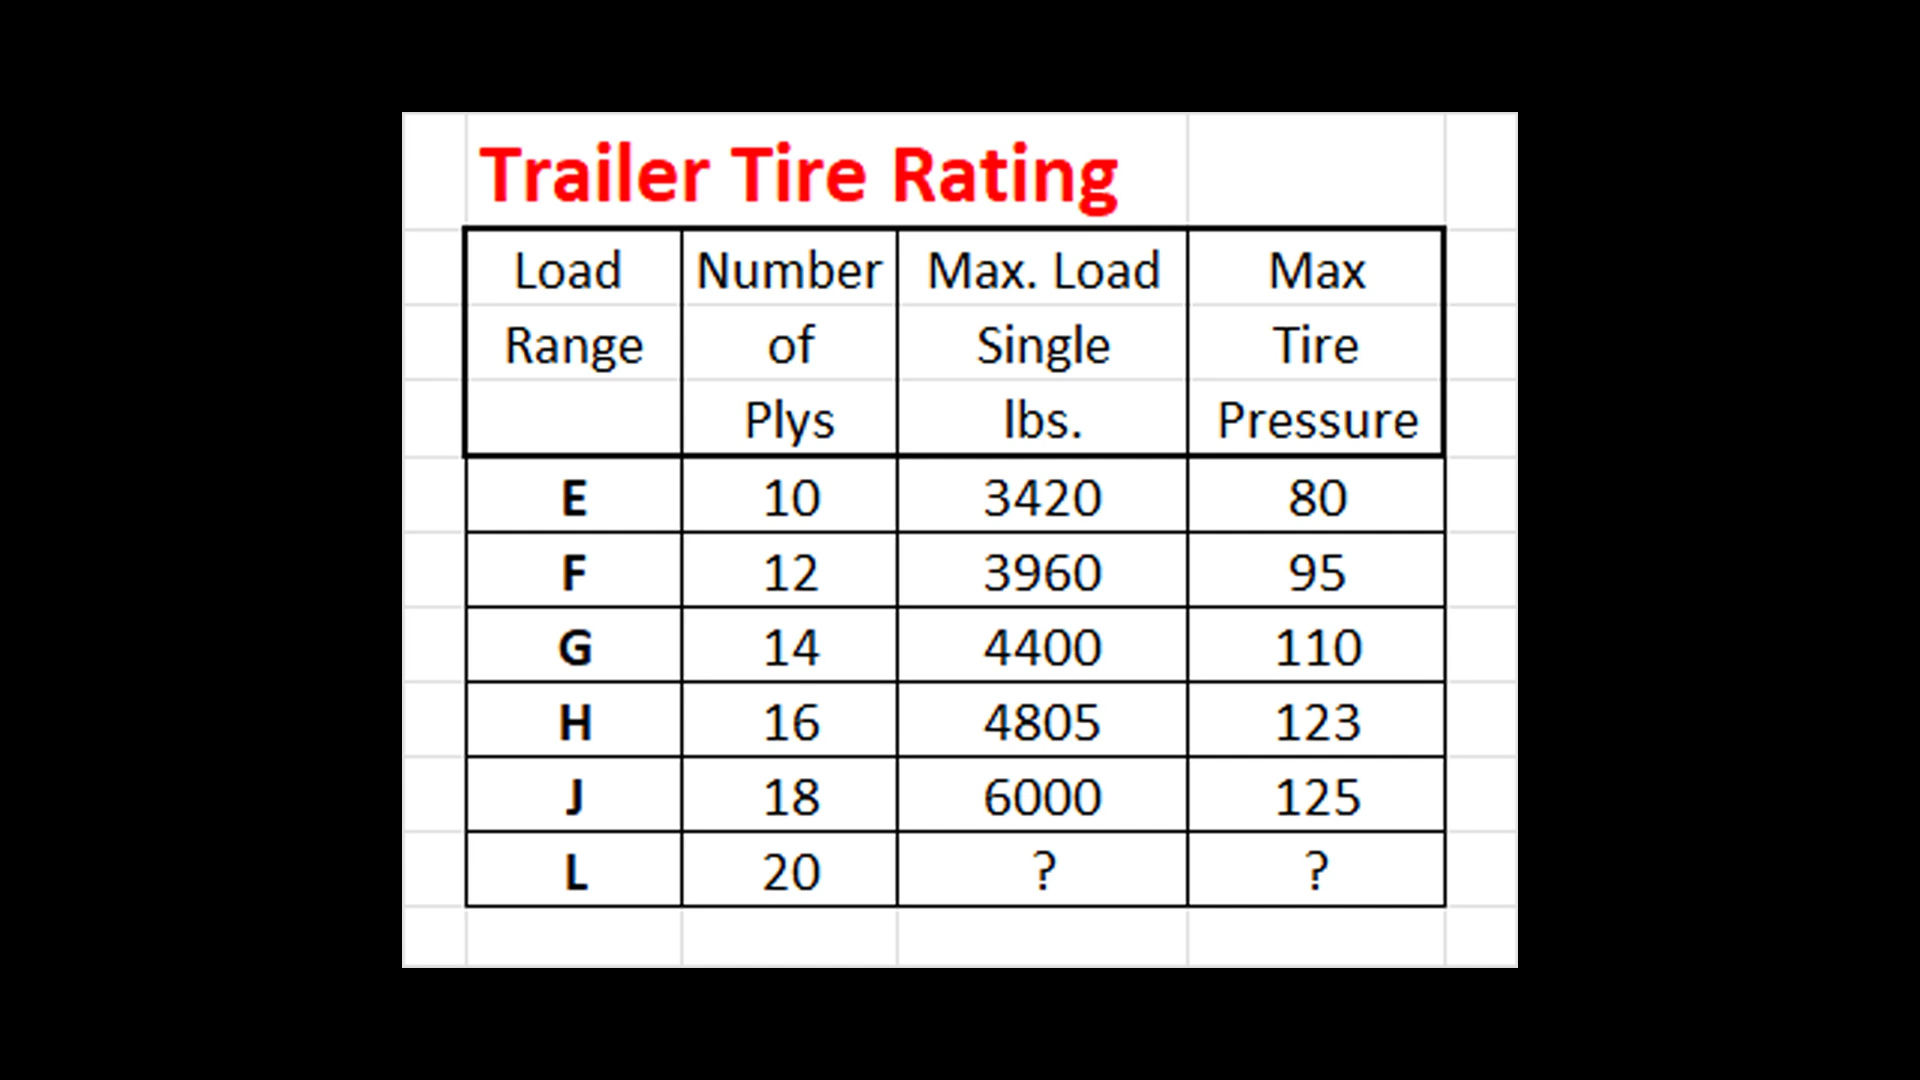 Trailer Tire Rating
Load Number Max. Load Max
Range of Single Tire
Plys lbs. Pressure
E 10 3420 80
F 12 3960 95
G 14 4400 110
H 16 4805 123
J 18 6000 125
L 20 ? ?